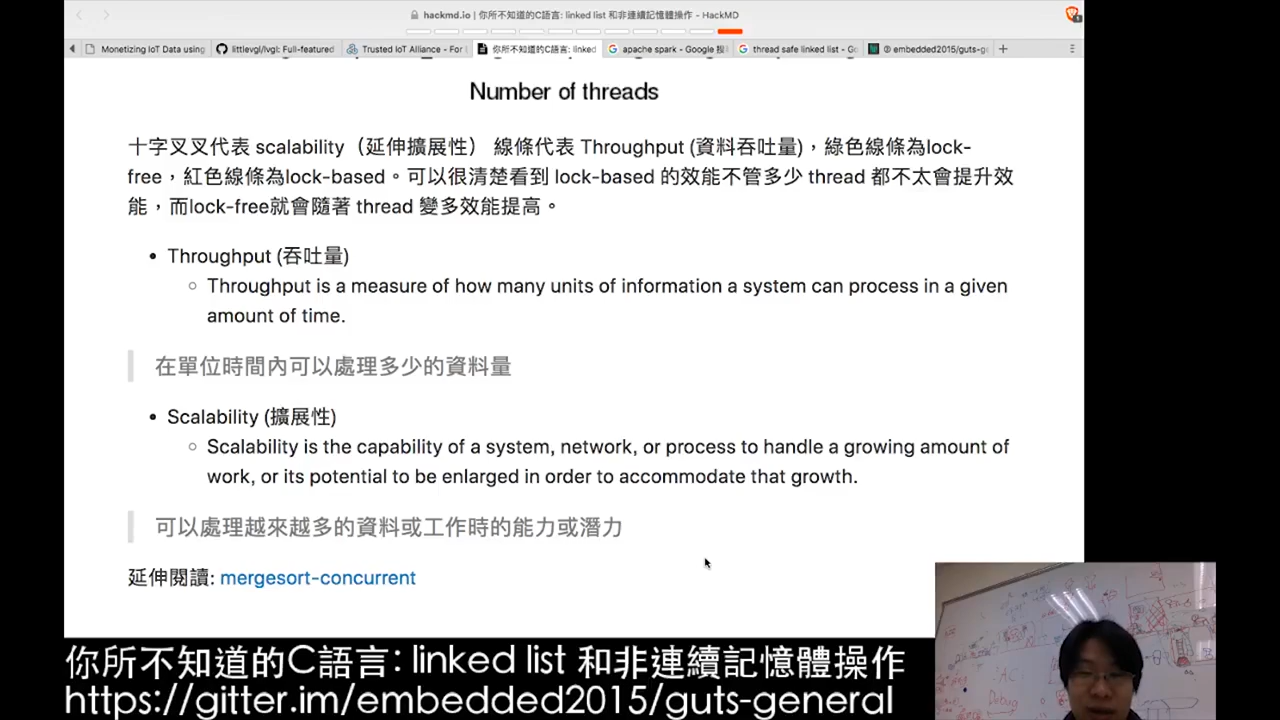 hackmd.io | 你所不知道的C語言: linked list 和非連續記憶體操作 - HackMD
Monetizing IoT Data using
littlevgl/lvgl: Full-featured
Trusted IoT Alliance - For
你所不知道的C語言: linked
apache spark - Google 搜
thread safe linked list - Go
@ embedded2015/guts-ge
Number of threads
十字叉叉代表 scalability（延伸擴展性） 線條代表 Throughput (資料吞吐量)，綠色線條為lock-
free，紅色線條為lock-based。可以很清楚看到 lock-based 的效能不管多少 thread 都不太會提升效
能，而lock-free就會隨著 thread 變多效能提高。
• Throughput (吞吐量)
○ Throughput is a measure of how many units of information a system can process in a given
amount of time.
在單位時間內可以處理多少的資料量
• Scalability (擴展性)
○ Scalability is the capability of a system, network, or process to handle a growing amount of
work, or its potential to be enlarged in order to accommodate that growth.
可以處理越來越多的資料或工作時的能力或潛力
延伸閱讀: mergesort-concurrent
Debug
你所不知道的C語言: linked list 和非連續記憶體操作
https://gitter.im/embedded2015/guts-general